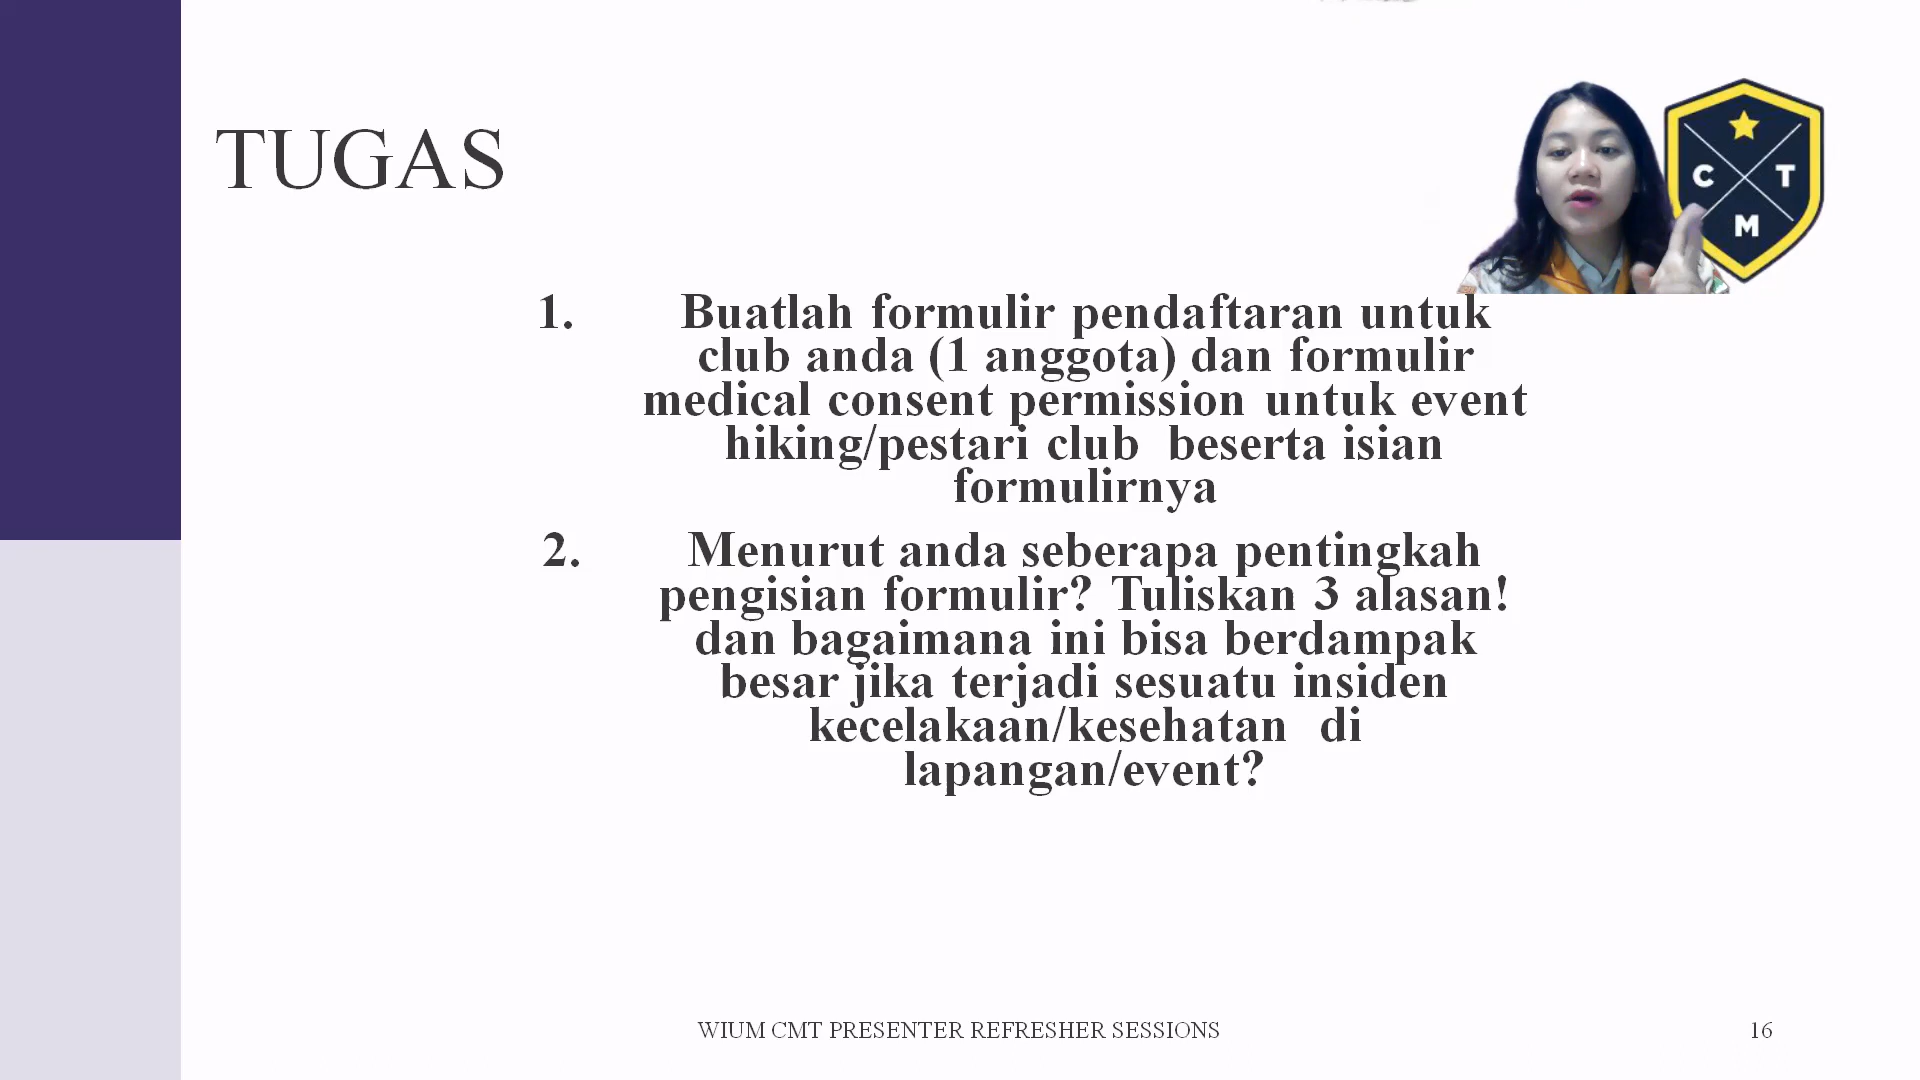 TUGAS
C T
M
1. Buatlah formulir pendaftaran untuk
club anda (1 anggota) dan formulir
medical consent permission untuk event
hiking/pestari club beserta isian
formulirnya
2. Menurut anda seberapa pentingkah
pengisian formulir? Tuliskan 3 alasan!
dan bagaimana ini bisa berdampak
besar jika terjadi sesuatu insiden
kecelakaan/kesehatan di
lapangan/event?
WIUM CMT PRESENTER REFRESHER SESSIONS
16